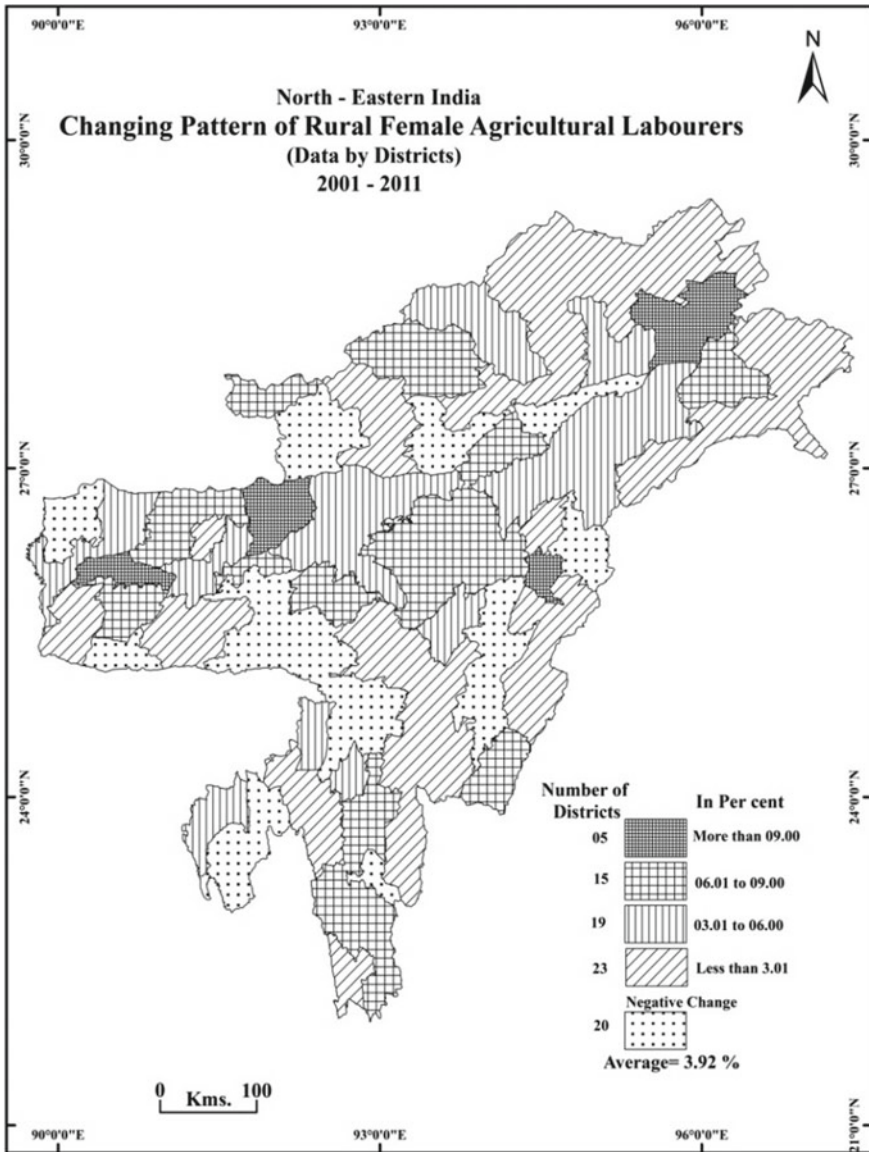 90°0'0"E 93°0'0"E 96°0'0"E
N
North - Eastern India
Changing Pattern of Rural Female Agricultural Labourers
(Data by Districts)
2001 - 2011
30°0'0"N 30°0'0"N
27°0'0"N 27°0'0"N
24°0'0"N 24°0'0"N
Number of Districts In Per cent
05 More than 09.00
15 06.01 to 09.00
19 03.01 to 06.00
23 Less than 3.01
Negative Change
20
Average= 3.92 %
0 100
Kms.
21°0'0"N
90°0'0"E 93°0'0"E 96°0'0"E